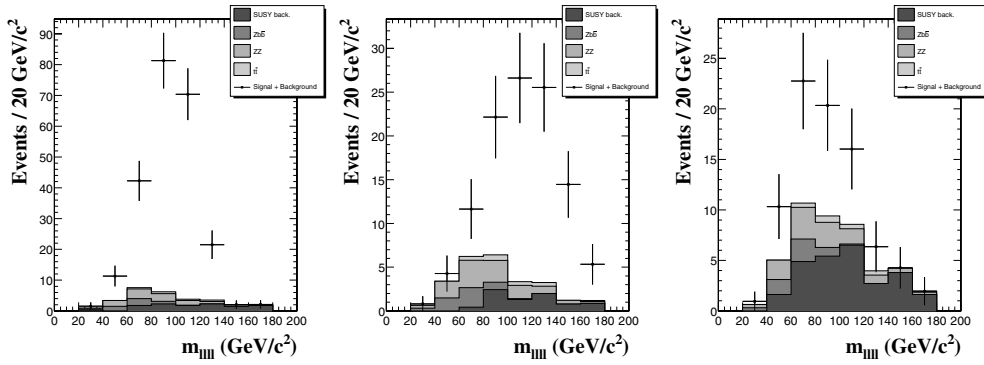 Events / 20 GeV/c²
90
80
70
60
50
40
30
20
10
0
0 20 40 60 80 100 120 140 160 180 200
m_llll (GeV/c²)
SUSY back.
Zbb̅
ZZ
tt̅
Signal + Background
Events / 20 GeV/c²
30
25
20
15
10
5
0
0 20 40 60 80 100 120 140 160 180 200
m_llll (GeV/c²)
SUSY back.
Zbb̅
ZZ
tt̅
Signal + Background
Events / 20 GeV/c²
25
20
15
10
5
0
0 20 40 60 80 100 120 140 160 180 200
m_llll (GeV/c²)
SUSY back.
Zbb̅
ZZ
tt̅
Signal + Background